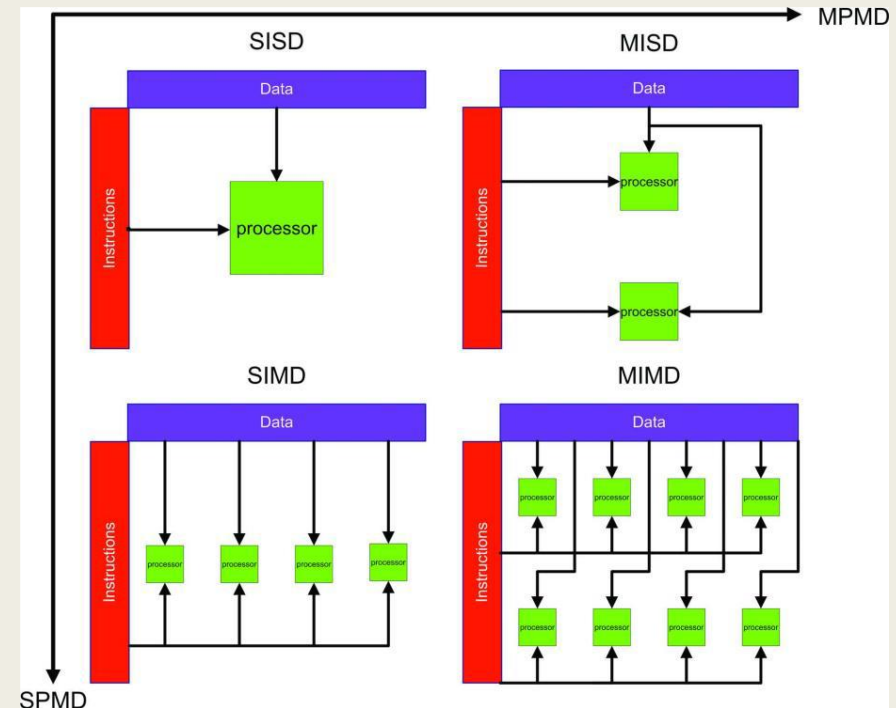 MPMD
SISD
MISD
Data
Data
Instructions
processor
Instructions
processor
processor
SIMD
MIMD
Data
Data
Instructions
processor
processor
processor
processor
Instructions
processor
processor
processor
processor
processor
processor
processor
processor
SPMD